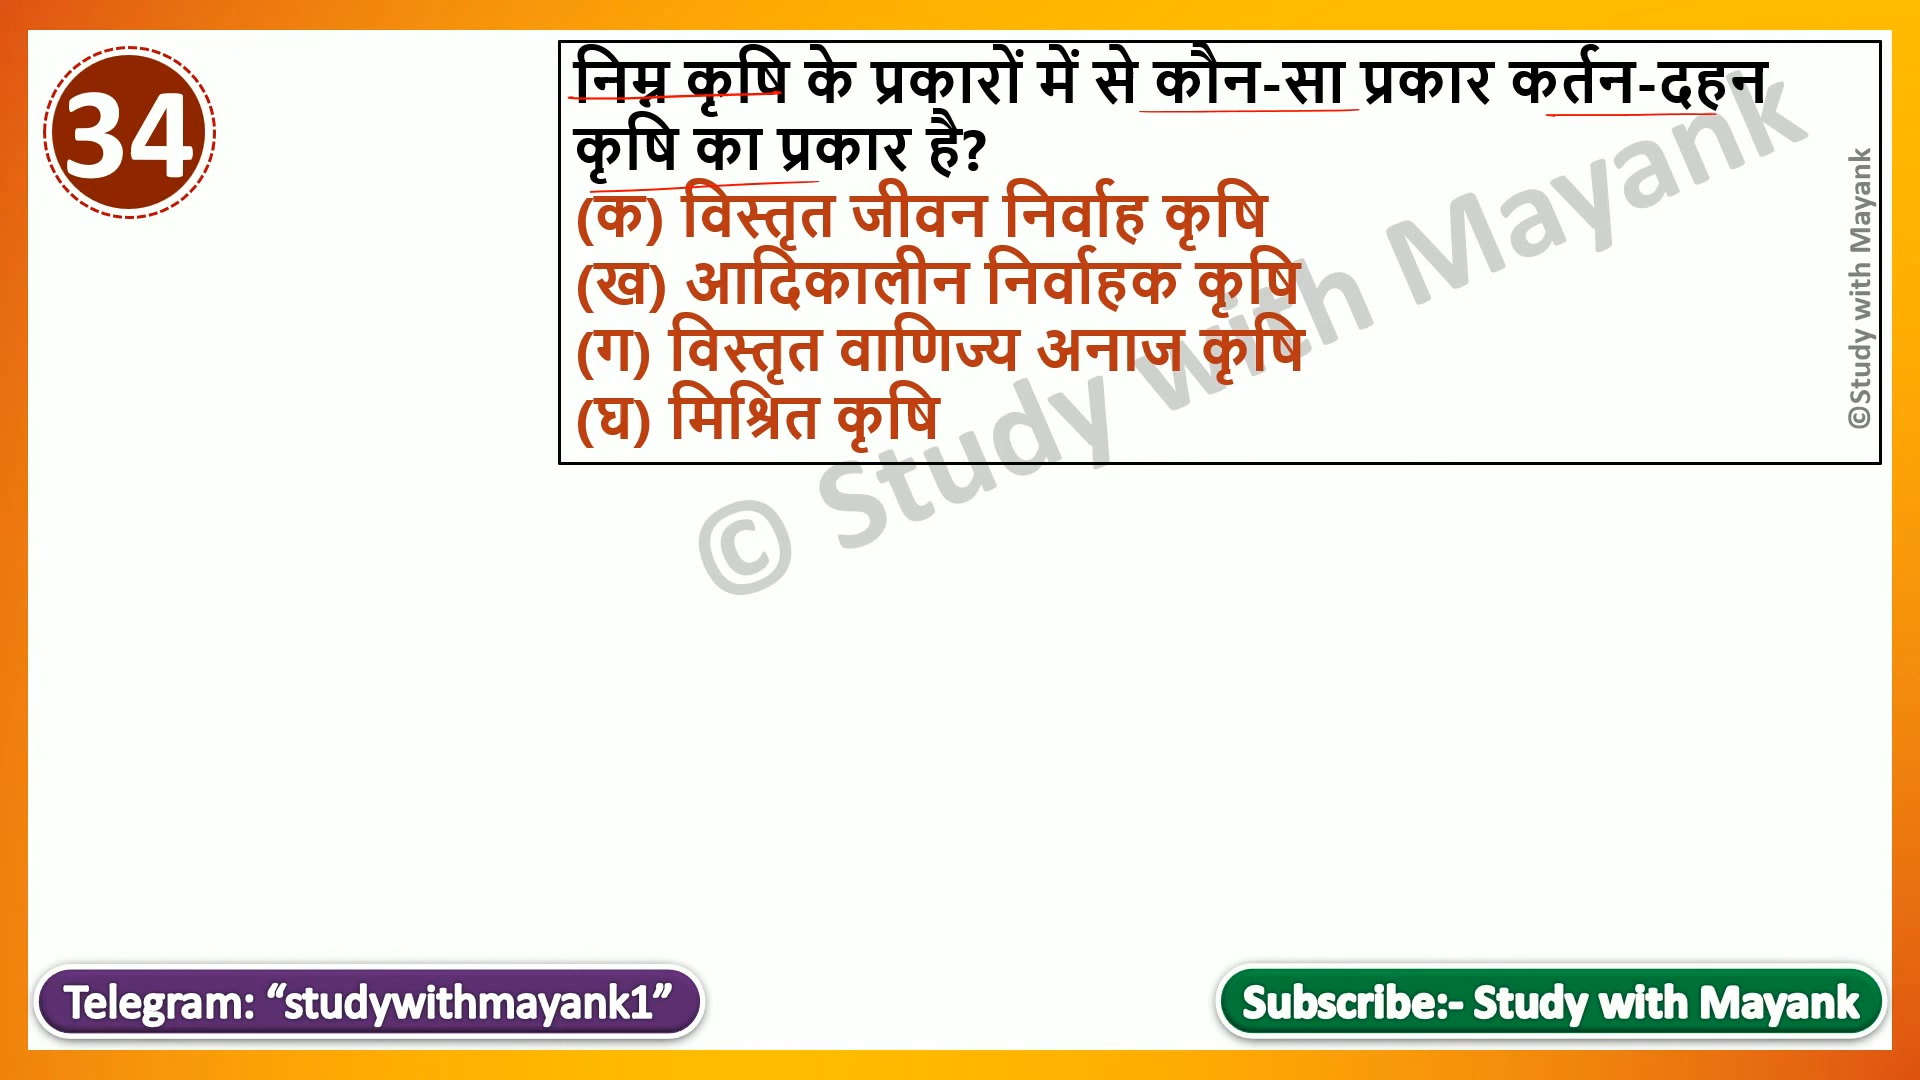 34
निम्न कृषि के प्रकारों में से कौन-सा प्रकार कर्तन-दहन
कृषि का प्रकार है?
(क) विस्तृत जीवन निर्वाह कृषि
(ख) आदिकालीन निर्वाहक कृषि
(ग) विस्तृत वाणिज्य अनाज कृषि
(घ) मिश्रित कृषि
© Study with Mayank
©Study with Mayank
Telegram: “studywithmayank1”
Subscribe:- Study with Mayank